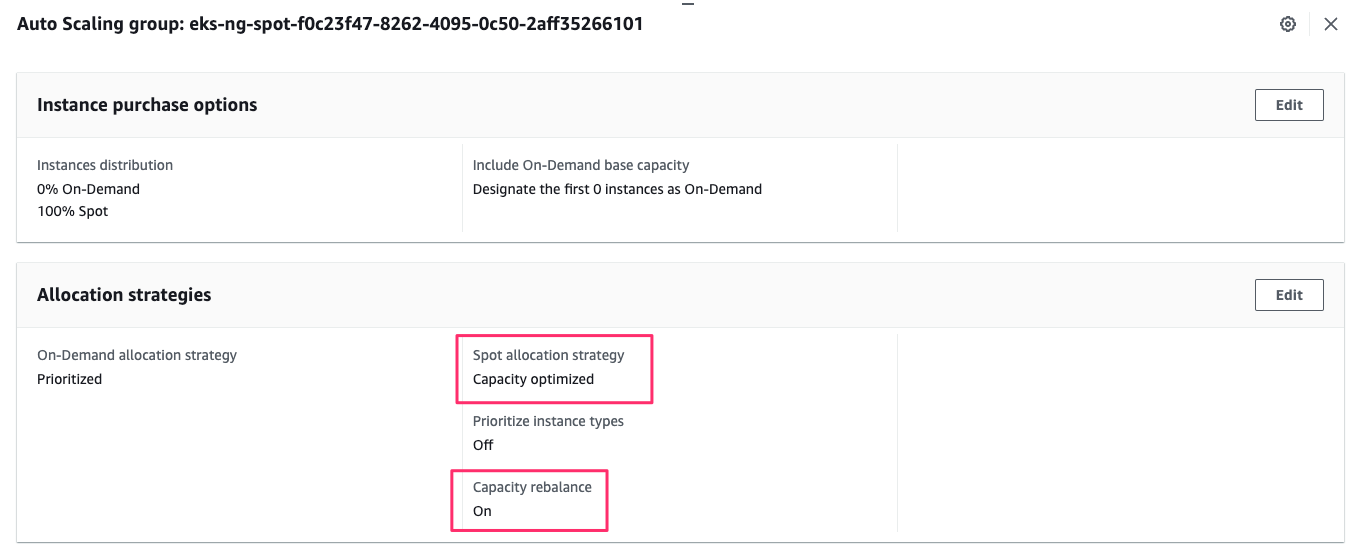 Auto Scaling group: eks-ng-spot-f0c23f47-8262-4095-0c50-2aff35266101
Instance purchase options
Edit
Instances distribution
0% On-Demand
100% Spot
Include On-Demand base capacity
Designate the first 0 instances as On-Demand
Allocation strategies
Edit
On-Demand allocation strategy
Prioritized
Spot allocation strategy
Capacity optimized
Prioritize instance types
Off
Capacity rebalance
On